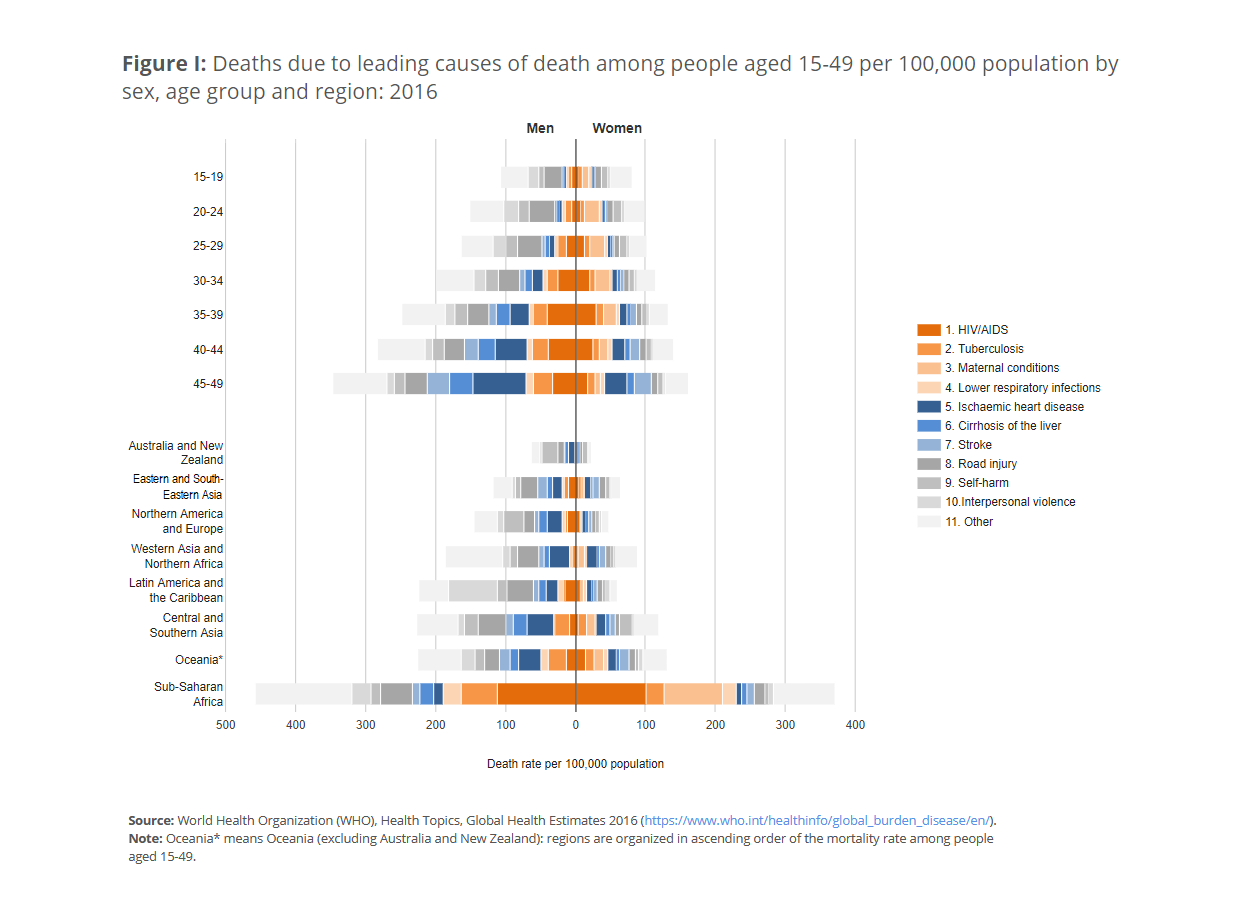 Figure I: Deaths due to leading causes of death among people aged 15-49 per 100,000 population by
sex, age group and region: 2016
Men Women
15-19
20-24
25-29
30-34
35-39
40-44
45-49
Australia and New
Zealand
Eastern and South-
Eastern Asia
Northern America
and Europe
Western Asia and
Northern Africa
Latin America and
the Caribbean
Central and
Southern Asia
Oceania*
Sub-Saharan
Africa
500 400 300 200 100 0 100 200 300 400
Death rate per 100,000 population
1. HIV/AIDS
2. Tuberculosis
3. Maternal conditions
4. Lower respiratory infections
5. Ischaemic heart disease
6. Cirrhosis of the liver
7. Stroke
8. Road injury
9. Self-harm
10.Interpersonal violence
11. Other
Source: World Health Organization (WHO), Health Topics, Global Health Estimates 2016 (https://www.who.int/healthinfo/global_burden_disease/en/).
Note: Oceania* means Oceania (excluding Australia and New Zealand): regions are organized in ascending order of the mortality rate among people
aged 15-49.